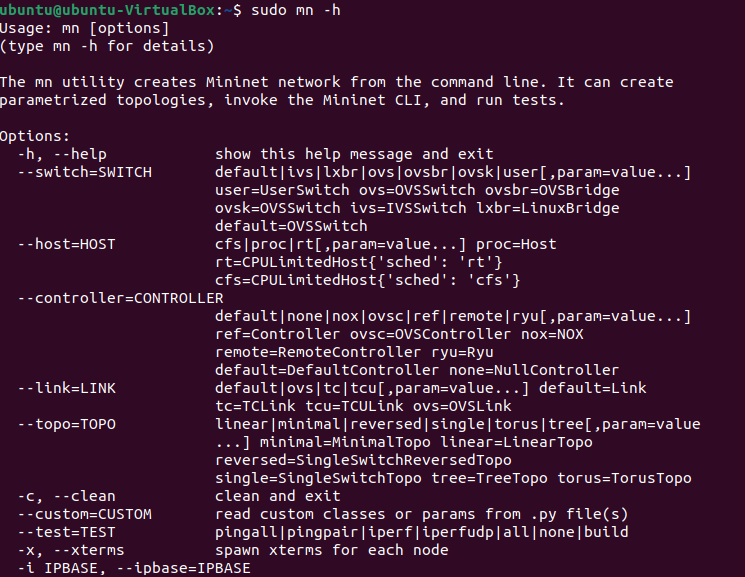 ubuntu@ubuntu-VirtualBox:~$ sudo mn -h
Usage: mn [options]
(type mn -h for details)

The mn utility creates Mininet network from the command line. It can create
parametrized topologies, invoke the Mininet CLI, and run tests.

Options:
  -h, --help            show this help message and exit
  --switch=SWITCH       default|ivs|lxbr|ovs|ovsbr|ovsk|user[,param=value...]
                        user=UserSwitch ovs=OVSSwitch ovsbr=OVSBridge
                        ovsk=OVSSwitch ivs=IVSSwitch lxbr=LinuxBridge
                        default=OVSSwitch
  --host=HOST           cfs|proc|rt[,param=value...] proc=Host
                        rt=CPULimitedHost{'sched': 'rt'}
                        cfs=CPULimitedHost{'sched': 'cfs'}
  --controller=CONTROLLER
                        default|none|nox|ovsc|ref|remote|ryu[,param=value...]
                        ref=Controller ovsc=OVSController nox=NOX
                        remote=RemoteController ryu=Ryu
                        default=DefaultController none=NullController
  --link=LINK           default|ovs|tc|tcu[,param=value...] default=Link
                        tc=TCLink tcu=TCULink ovs=OVSLink
  --topo=TOPO           linear|minimal|reversed|single|torus|tree[,param=value
                        ...] minimal=MinimalTopo linear=LinearTopo
                        reversed=SingleSwitchReversedTopo
                        single=SingleSwitchTopo tree=TreeTopo torus=TorusTopo
  -c, --clean           clean and exit
  --custom=CUSTOM       read custom classes or params from .py file(s)
  --test=TEST           pingall|pingpair|iperf|iperfudp|all|none|build
  -x, --xterms          spawn xterms for each node
  -i IPBASE, --ipbase=IPBASE